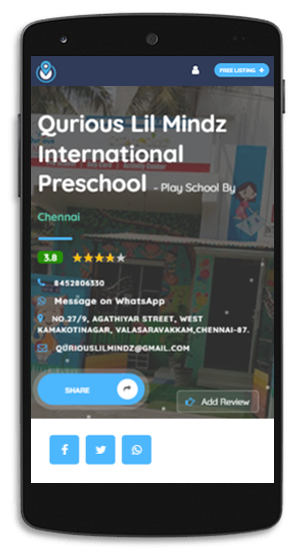 FREE LISTING +
Qurious Lil Mindz
International
Preschool - Play School By
Chennai
3.8
8452806330
Message on WhatsApp
NO.27/9, AGATHIYAR STREET, WEST
KAMAKOTINAGAR, VALASARAVAKKAM,CHENNAI-87.
QURIOUSLILMINDZ@GMAIL.COM
SHARE
Add Review